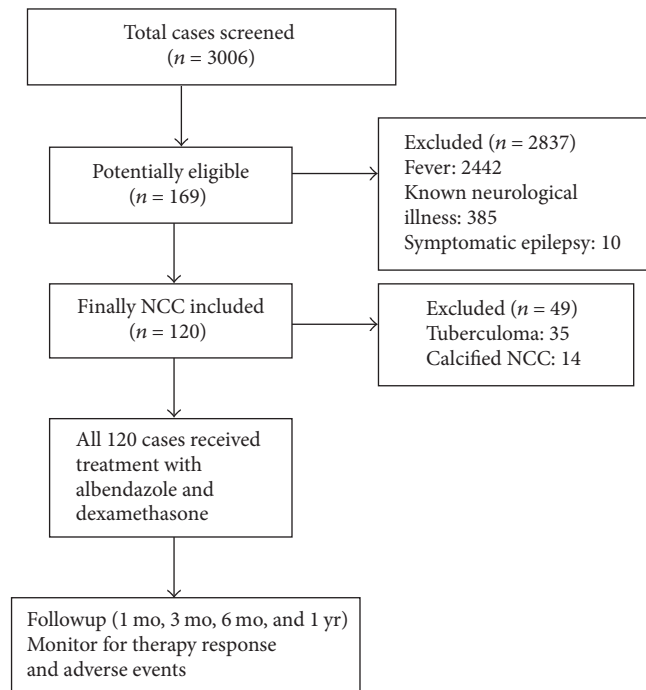 Total cases screened
(n = 3006)
Potentially eligible
(n = 169)
Excluded (n = 2837)
Fever: 2442
Known neurological
illness: 385
Symptomatic epilepsy: 10
Finally NCC included
(n = 120)
Excluded (n = 49)
Tuberculoma: 35
Calcified NCC: 14
All 120 cases received
treatment with
albendazole and
dexamethasone
Followup (1 mo, 3 mo, 6 mo, and 1 yr)
Monitor for therapy response
and adverse events